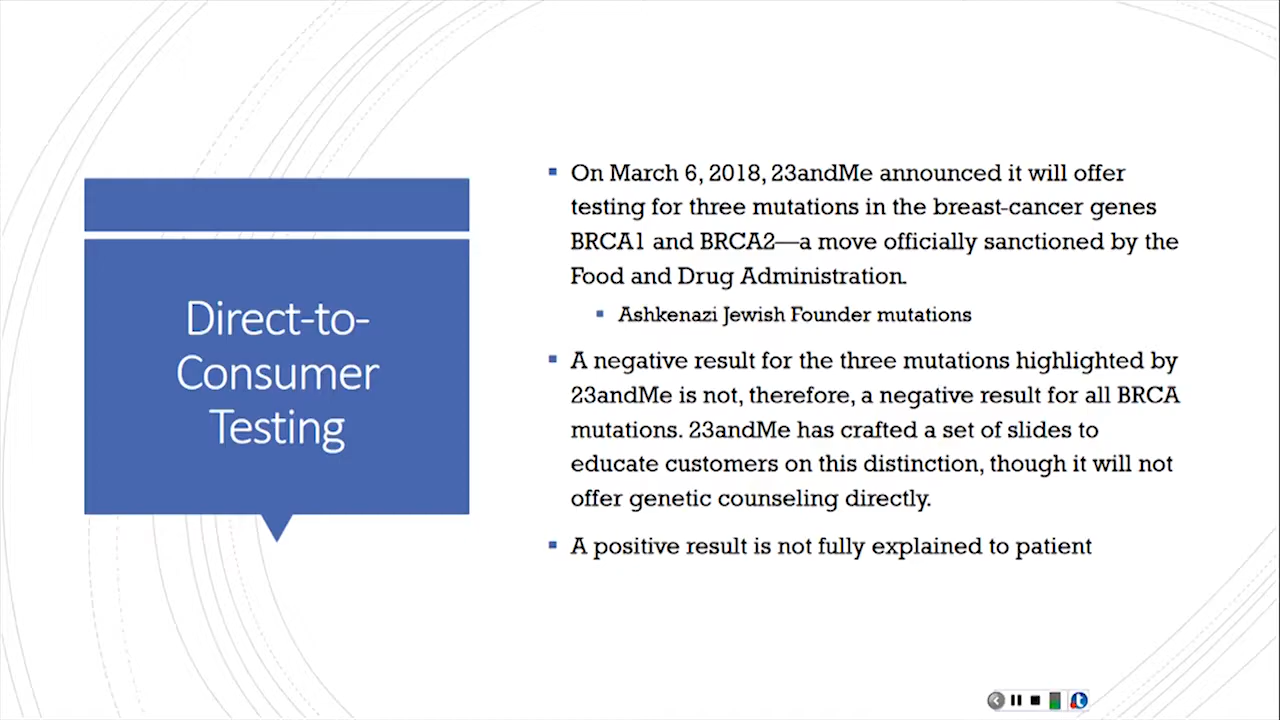 Direct-to-
Consumer
Testing
On March 6, 2018, 23andMe announced it will offer
testing for three mutations in the breast-cancer genes
BRCA1 and BRCA2—a move officially sanctioned by the
Food and Drug Administration.
Ashkenazi Jewish Founder mutations
A negative result for the three mutations highlighted by
23andMe is not, therefore, a negative result for all BRCA
mutations. 23andMe has crafted a set of slides to
educate customers on this distinction, though it will not
offer genetic counseling directly.
A positive result is not fully explained to patient